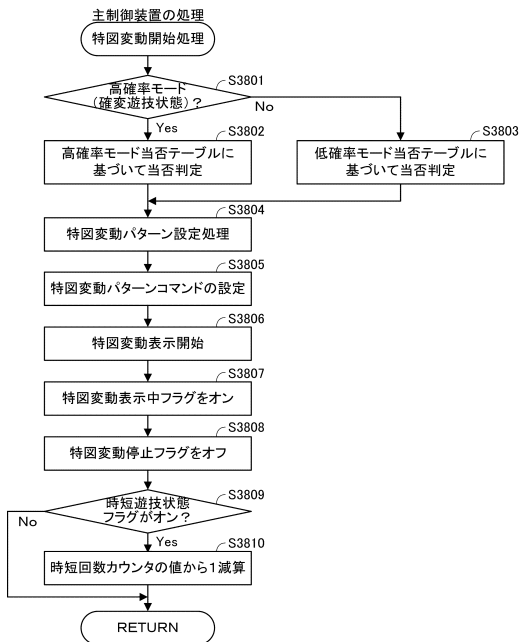 主制御装置の処理
特図変動開始処理
S3801
高確率モード
(確変遊技状態)?
No
Yes
S3802
高確率モード当否テーブルに
基づいて当否判定
S3803
低確率モード当否テーブルに
基づいて当否判定
S3804
特図変動パターン設定処理
S3805
特図変動パターンコマンドの設定
S3806
特図変動表示開始
S3807
特図変動表示中フラグをオン
S3808
特図変動停止フラグをオフ
S3809
時短遊技状態
フラグがオン?
No
Yes
S3810
時短回数カウンタの値から1減算
RETURN